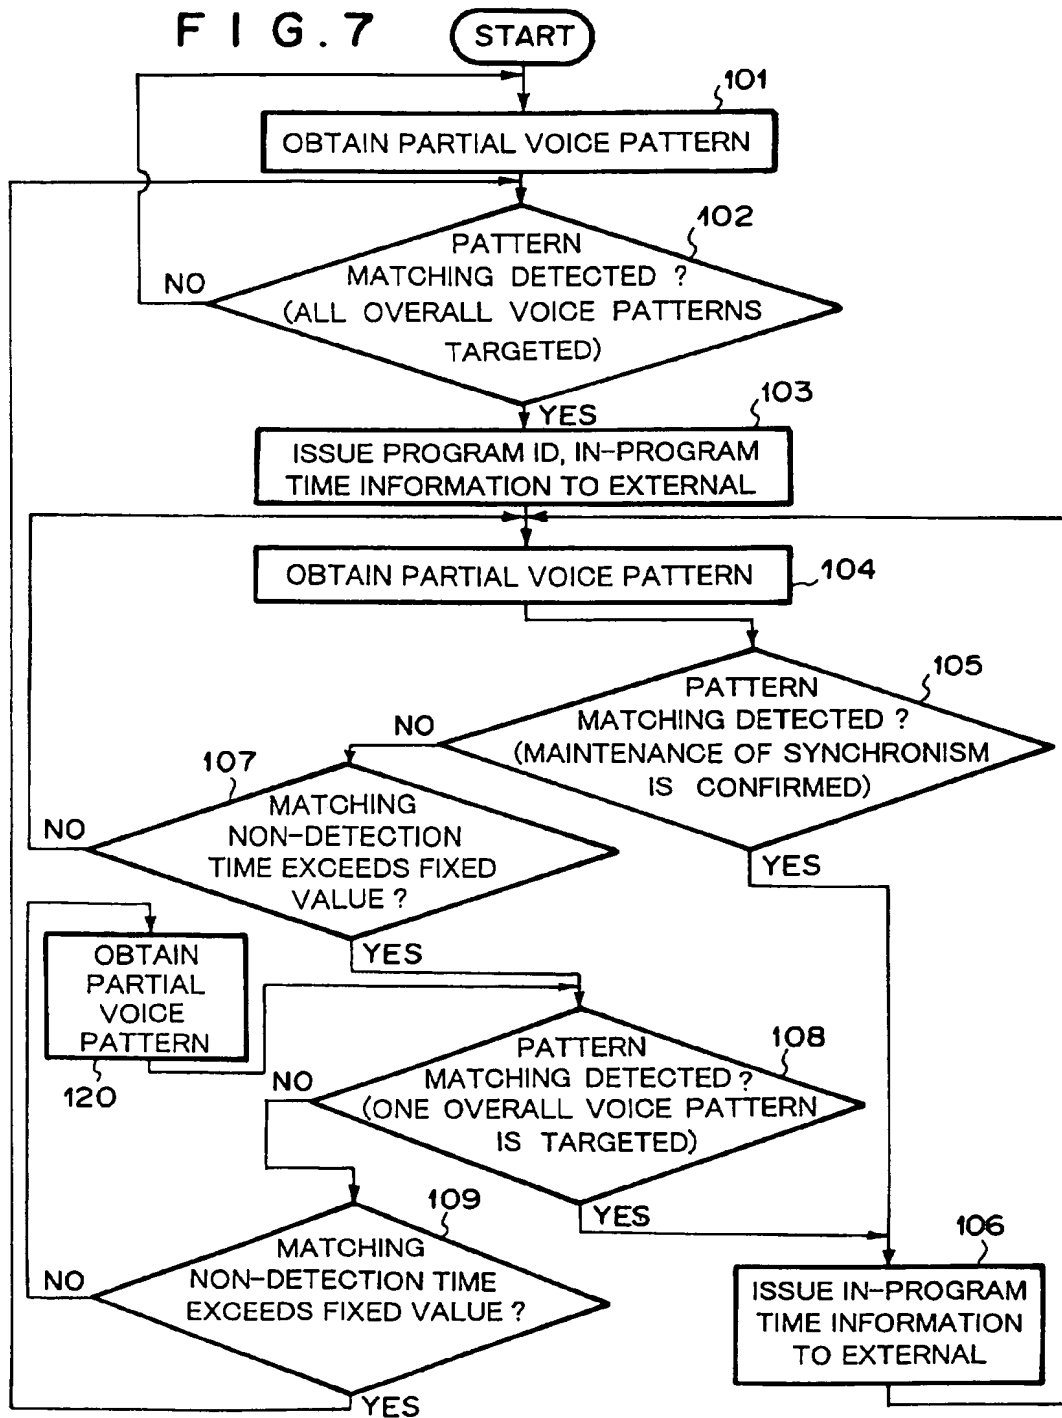 FIG.7
START
101
OBTAIN PARTIAL VOICE PATTERN
102
PATTERN
MATCHING DETECTED ?
(ALL OVERALL VOICE PATTERNS
TARGETED)
NO
YES
103
ISSUE PROGRAM ID, IN-PROGRAM
TIME INFORMATION TO EXTERNAL
OBTAIN PARTIAL VOICE PATTERN
104
105
PATTERN
MATCHING DETECTED ?
(MAINTENANCE OF SYNCHRONISM
IS CONFIRMED)
NO
YES
107
MATCHING
NON-DETECTION
TIME EXCEEDS FIXED
VALUE ?
NO
YES
OBTAIN
PARTIAL
VOICE
PATTERN
120
108
PATTERN
MATCHING DETECTED ?
(ONE OVERALL VOICE PATTERN
IS TARGETED)
NO
YES
109
MATCHING
NON-DETECTION TIME
EXCEEDS FIXED VALUE ?
NO
YES
106
ISSUE IN-PROGRAM
TIME INFORMATION
TO EXTERNAL